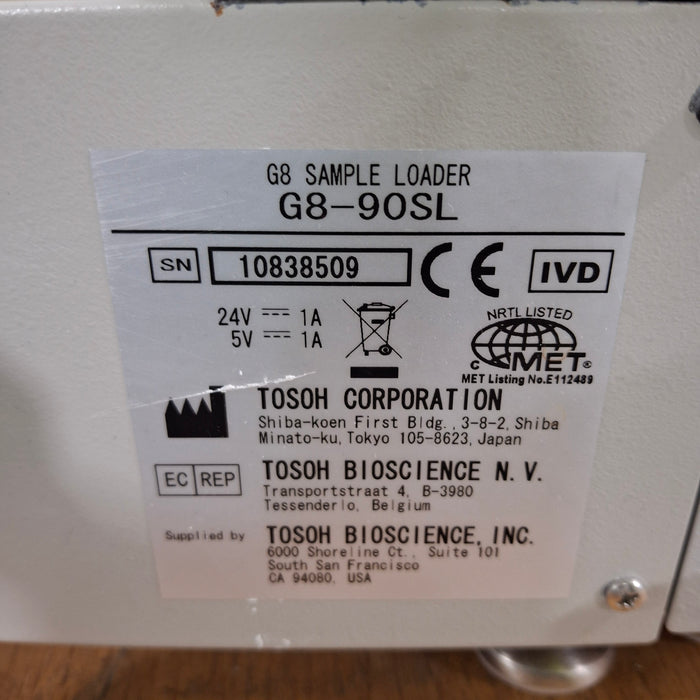 G8 SAMPLE LOADER
G8-90SL
SN 10838509 CE IVD
24V ⎓ 1A
5V ⎓ 1A
NRTL LISTED
C MET®
MET Listing No.E112489
TOSOH CORPORATION
Shiba-koen First Bldg.,3-8-2,Shiba
Minato-ku,Tokyo 105-8623,Japan
EC REP TOSOH BIOSCIENCE N.V.
Transportstraat 4, B-3980
Tessenderlo, Belgium
Supplied by TOSOH BIOSCIENCE,INC.
6000 Shoreline Ct., Suite 101
South San Francisco
CA 94080, USA